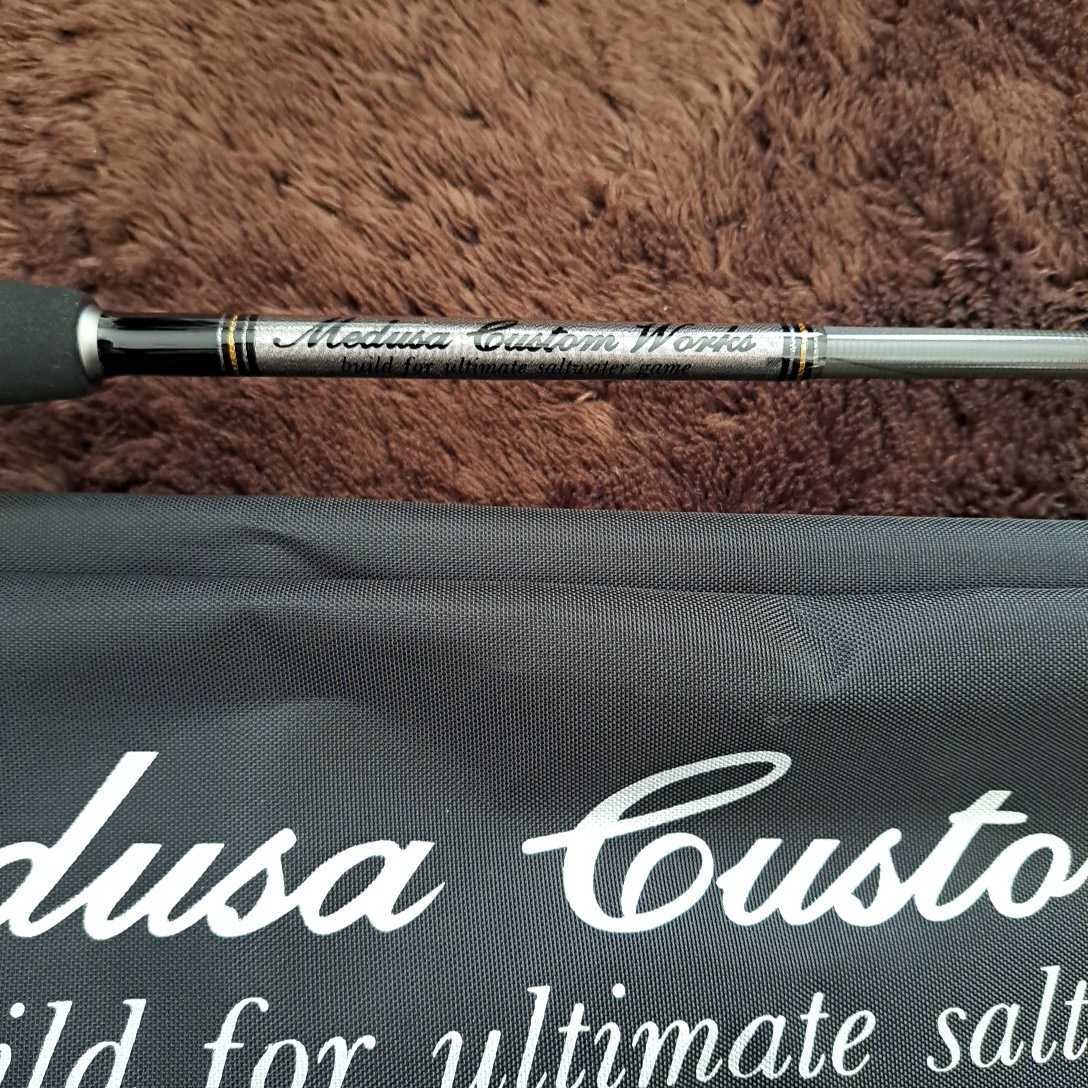 Medusa Custom Works
build for ultimate saltwater game
dusa Custo
ild for ultimate salt